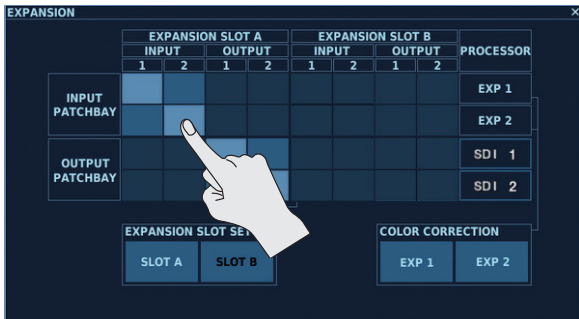 EXPANSION ×
EXPANSION SLOT A EXPANSION SLOT B
INPUT OUTPUT INPUT OUTPUT PROCESSOR
1 2 1 2 1 2 1 2
INPUT PATCHBAY EXP 1
EXP 2
OUTPUT PATCHBAY SDI 1
SDI 2
EXPANSION SLOT COLOR CORRECTION
SLOT A SLOT B EXP 1 EXP 2